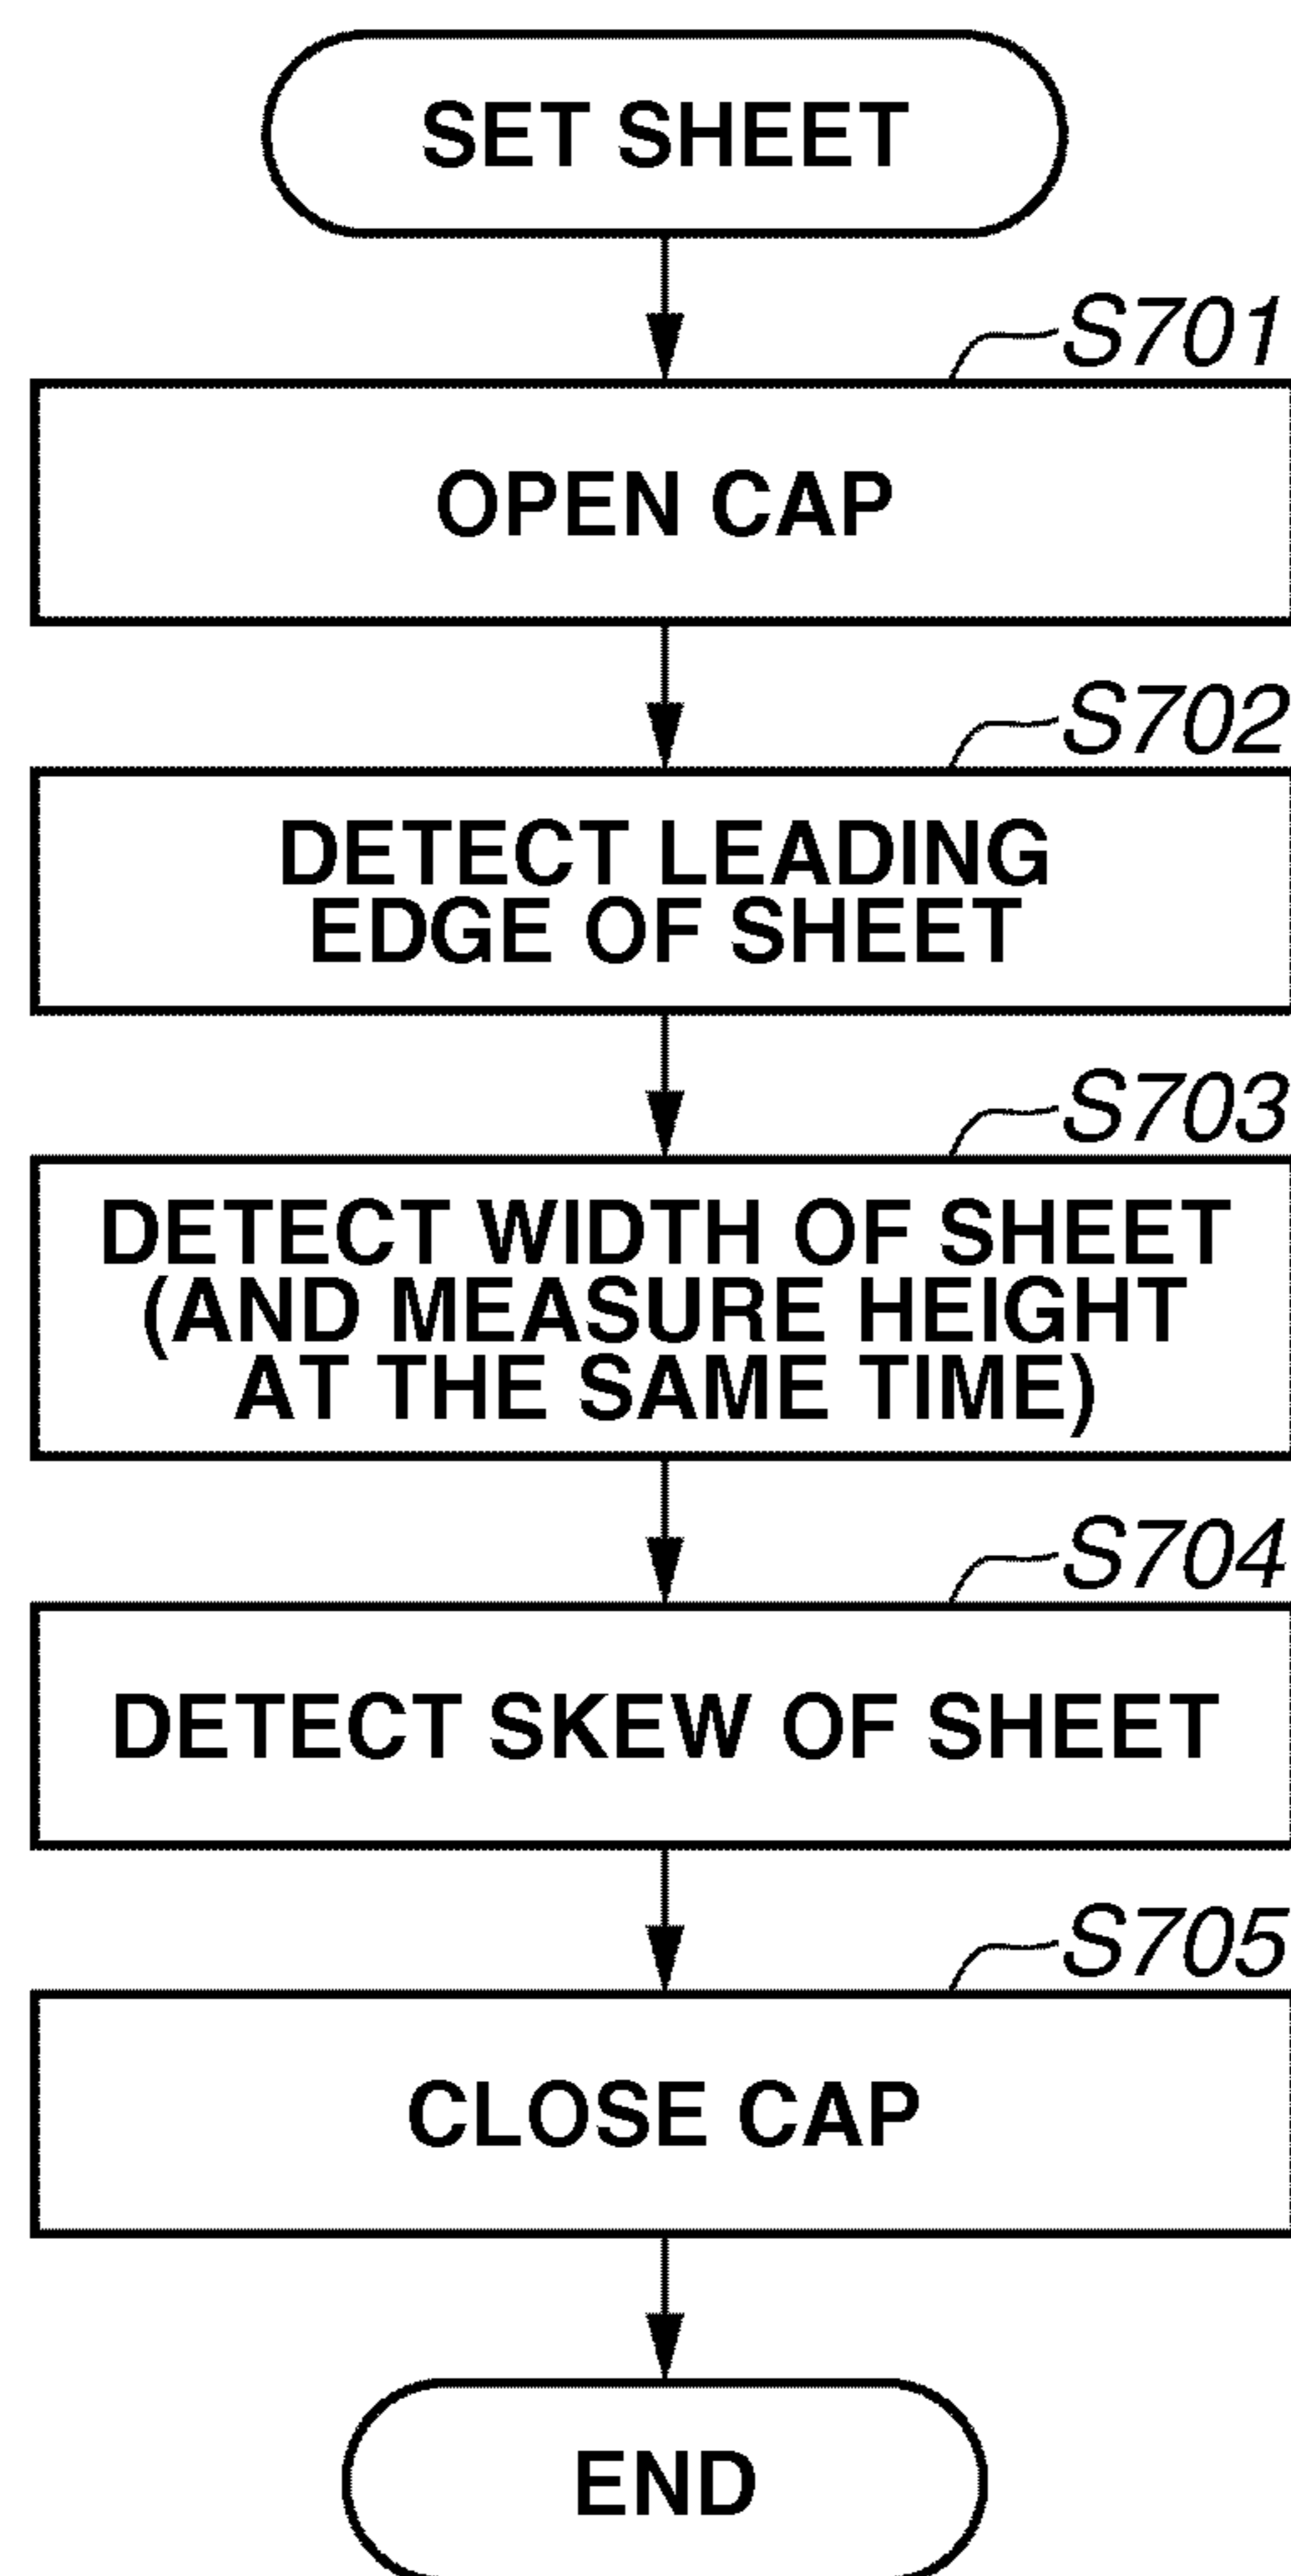 SET SHEET
S701
OPEN CAP
S702
DETECT LEADING
EDGE OF SHEET
S703
DETECT WIDTH OF SHEET
(AND MEASURE HEIGHT
AT THE SAME TIME)
S704
DETECT SKEW OF SHEET
S705
CLOSE CAP
END